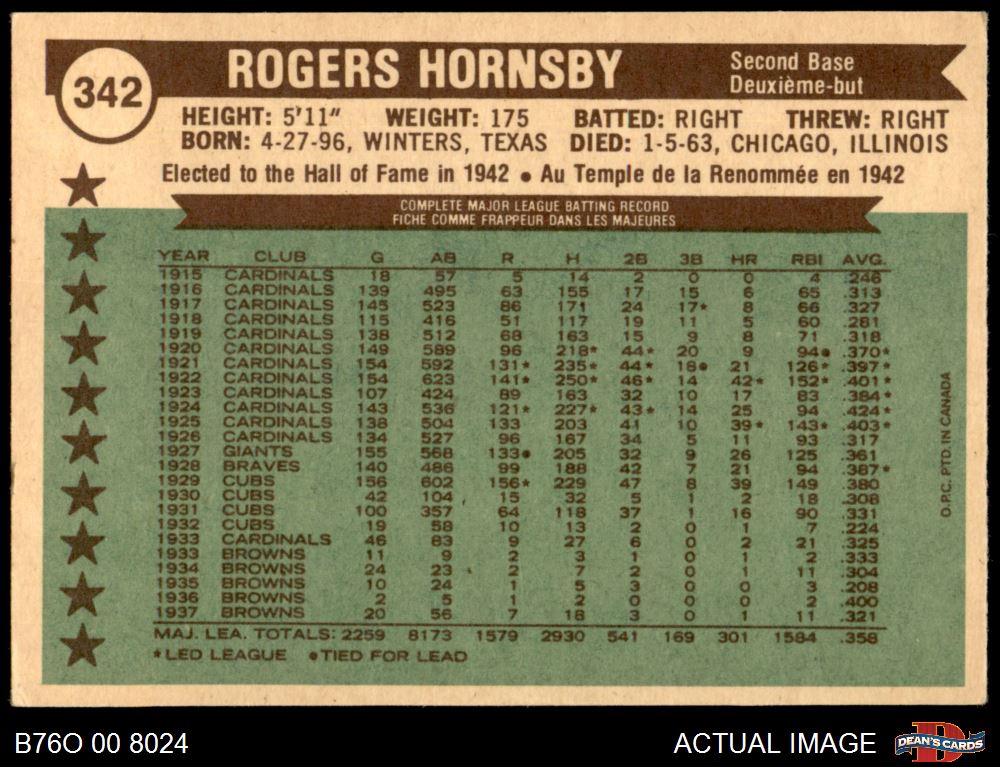 342
ROGERS HORNSBY
Second Base
Deuxième-but
HEIGHT: 5'11" WEIGHT: 175 BATTED: RIGHT THREW: RIGHT
BORN: 4-27-96, WINTERS, TEXAS DIED: 1-5-63, CHICAGO, ILLINOIS
Elected to the Hall of Fame in 1942 • Au Temple de la Renommée en 1942
COMPLETE MAJOR LEAGUE BATTING RECORD
FICHE COMME FRAPPEUR DANS LES MAJEURES
YEAR CLUB G AB R H 2B 3B HR RBI AVG.
1915 CARDINALS 18 57 5 14 2 0 0 4 .246
1916 CARDINALS 139 495 63 155 17 15 6 65 .313
1917 CARDINALS 145 523 86 171 24 17* 8 66 .327
1918 CARDINALS 115 416 51 117 19 11 5 60 .281
1919 CARDINALS 138 512 68 163 15 9 8 71 .318
1920 CARDINALS 149 589 96 218* 44* 20 9 94• .370*
1921 CARDINALS 154 592 131* 235* 44* 18• 21 126* .397*
1922 CARDINALS 154 623 141* 250* 46* 14 42* 152* .401*
1923 CARDINALS 107 424 89 163 32 10 17 83 .384*
1924 CARDINALS 143 536 121* 227* 43* 14 25 94 .424*
1925 CARDINALS 138 504 133 203 41 10 39* 143* .403*
1926 CARDINALS 134 527 96 167 34 5 11 93 .317
1927 GIANTS 155 568 133• 205 32 9 26 125 .361
1928 BRAVES 140 486 99 188 42 7 21 94 .387*
1929 CUBS 156 602 156* 229 47 8 39 149 .380
1930 CUBS 42 104 15 32 5 1 2 18 .308
1931 CUBS 100 357 64 118 37 1 16 90 .331
1932 CUBS 19 58 10 13 2 0 1 7 .224
1933 CARDINALS 46 83 9 27 6 0 2 21 .325
1933 BROWNS 11 9 2 3 1 0 1 2 .333
1934 BROWNS 24 23 2 7 2 0 1 11 .304
1935 BROWNS 10 24 1 5 3 0 0 3 .208
1936 BROWNS 2 5 1 2 0 0 0 2 .400
1937 BROWNS 20 56 7 18 3 0 1 11 .321
MAJ. LEA. TOTALS: 2259 8173 1579 2930 541 169 301 1584 .358
*LED LEAGUE •TIED FOR LEAD
O.P.C. PTD. IN CANADA
B76O 00 8024
ACTUAL IMAGE
D
DEAN'S CARDS